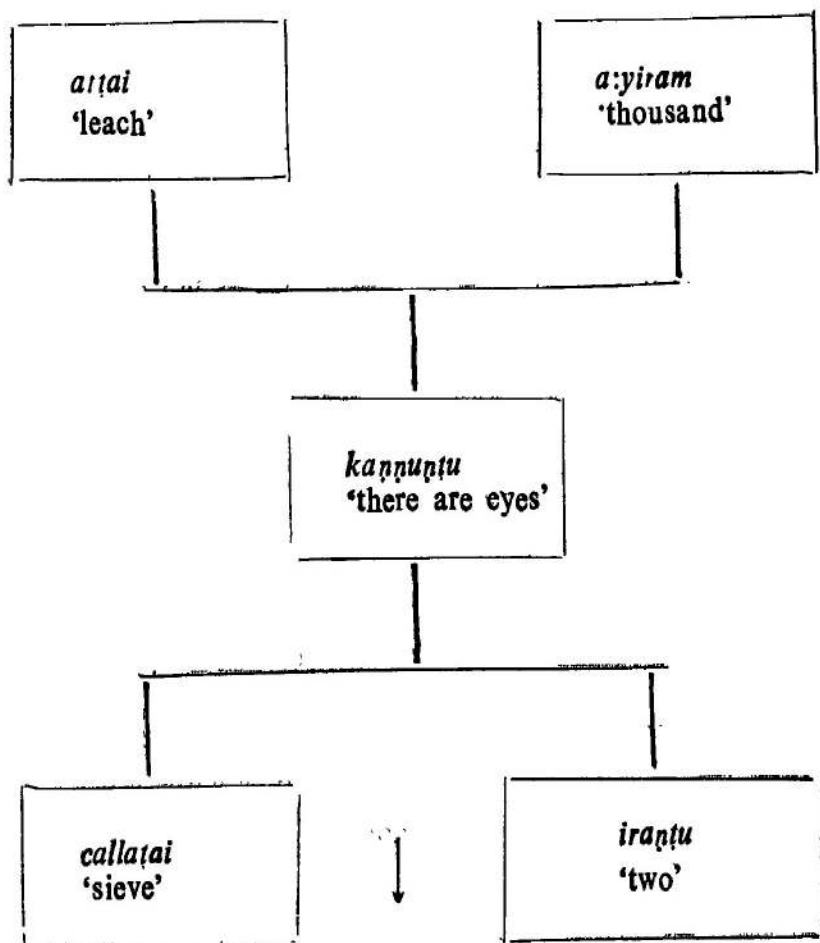 aṭṭai
'leach'
a:yiram
'thousand'
kaṇṇuṇṭu
'there are eyes'
callaṭai
'sieve'
iraṇṭu
'two'